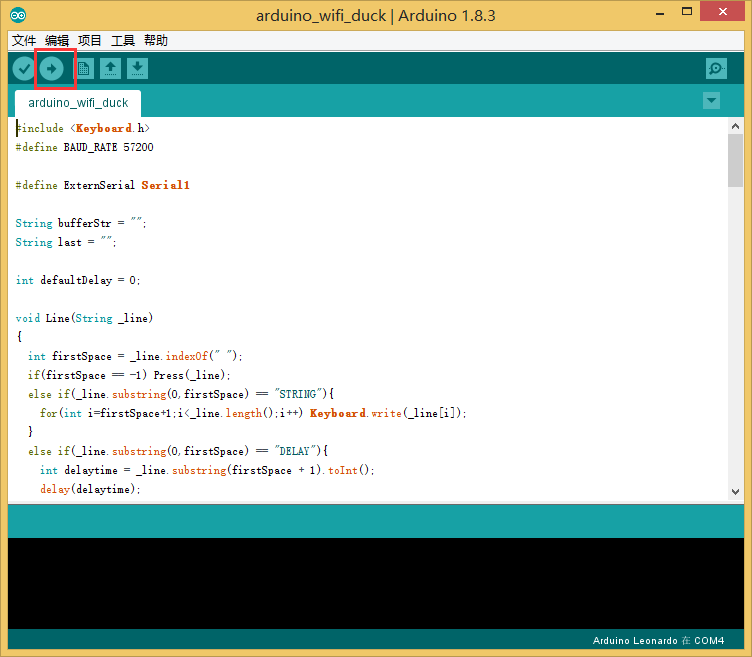 arduino_wifi_duck | Arduino 1.8.3
文件 编辑 项目 工具 帮助
arduino_wifi_duck
#include <Keyboard.h>
#define BAUD_RATE 57200
#define ExternSerial Serial1
String bufferStr = "";
String last = "";
int defaultDelay = 0;
void Line(String _line)
{
int firstSpace = _line.indexOf(" ");
if(firstSpace == -1) Press(_line);
else if(_line.substring(0,firstSpace) == "STRING"){
for(int i=firstSpace+1;i<_line.length();i++) Keyboard.write(_line[i]);
}
else if(_line.substring(0,firstSpace) == "DELAY"){
int delaytime = _line.substring(firstSpace + 1).toInt();
delay(delaytime);
Arduino Leonardo 在 COM4